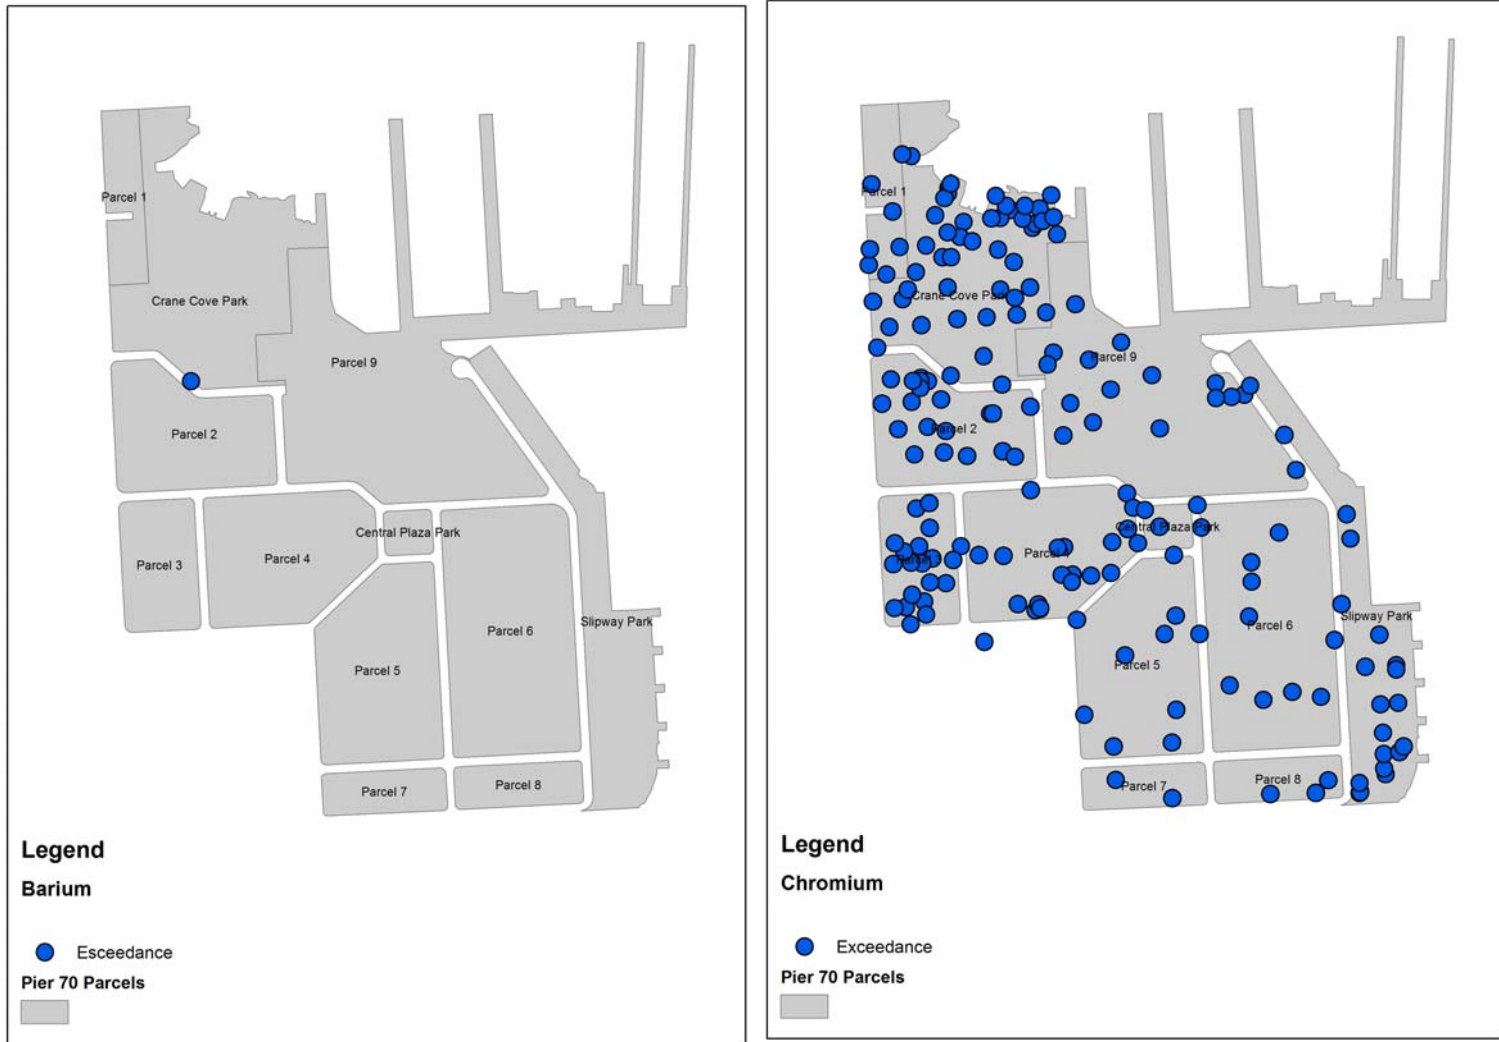 Parcel 1
Crane Cove Park
Parcel 9
Parcel 2
Central Plaza Park
Parcel 3
Parcel 4
Slipway Park
Parcel 6
Parcel 5
Parcel 8
Parcel 7
Legend
Barium
Esceedance
Pier 70 Parcels
Parcel 1
Crane Cove Park
Parcel 9
Parcel 2
Central Plaza Park
Parcel 4
Parcel 3
Slipway Park
Parcel 6
Parcel 5
Parcel 8
Parcel 7
Legend
Chromium
Exceedance
Pier 70 Parcels